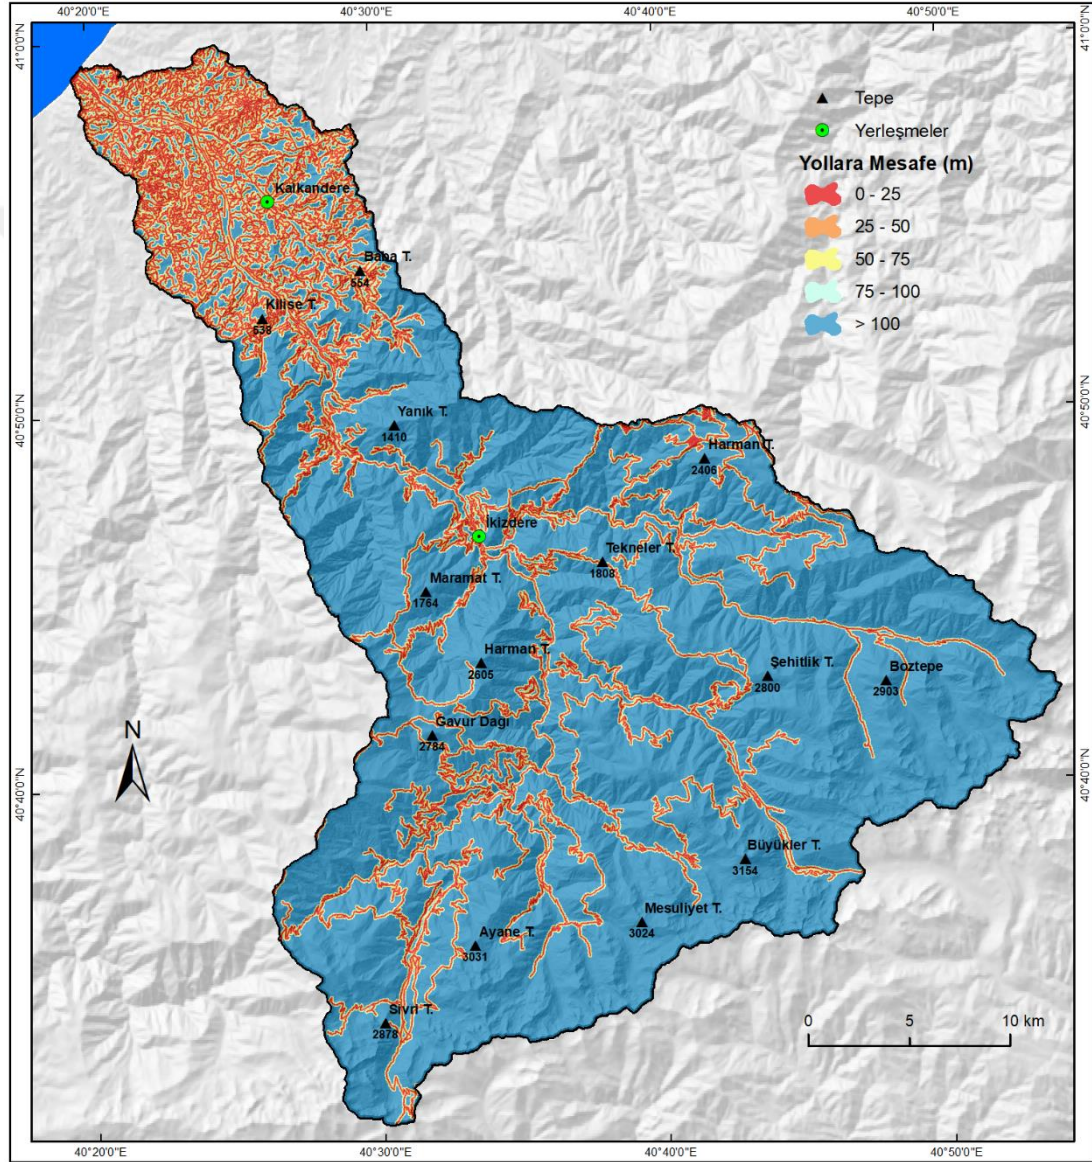 40°20'0"E
40°30'0"E
40°40'0"E
40°50'0"E
41°0'0"N
41°0'0"N
Tepe
Yerleşmeler
Yollara Mesafe (m)
0 - 25
25 - 50
50 - 75
75 - 100
> 100
Kalkandere
Baba T.
554
Kilise T.
638
40°50'0"N
40°50'0"N
Yanık T.
1410
Harman T.
2406
İkizdere
Tekneler T.
1808
Maramat T.
1764
Harman T.
2605
Şehitlik T.
2800
Boztepe
2903
Gavur Dagı
2784
N
40°40'0"N
40°40'0"N
Büyükler T.
3154
Mesuliyet T.
3024
Ayane T.
3031
Sivri T.
2878
0 5 10 km
40°20'0"E
40°30'0"E
40°40'0"E
40°50'0"E